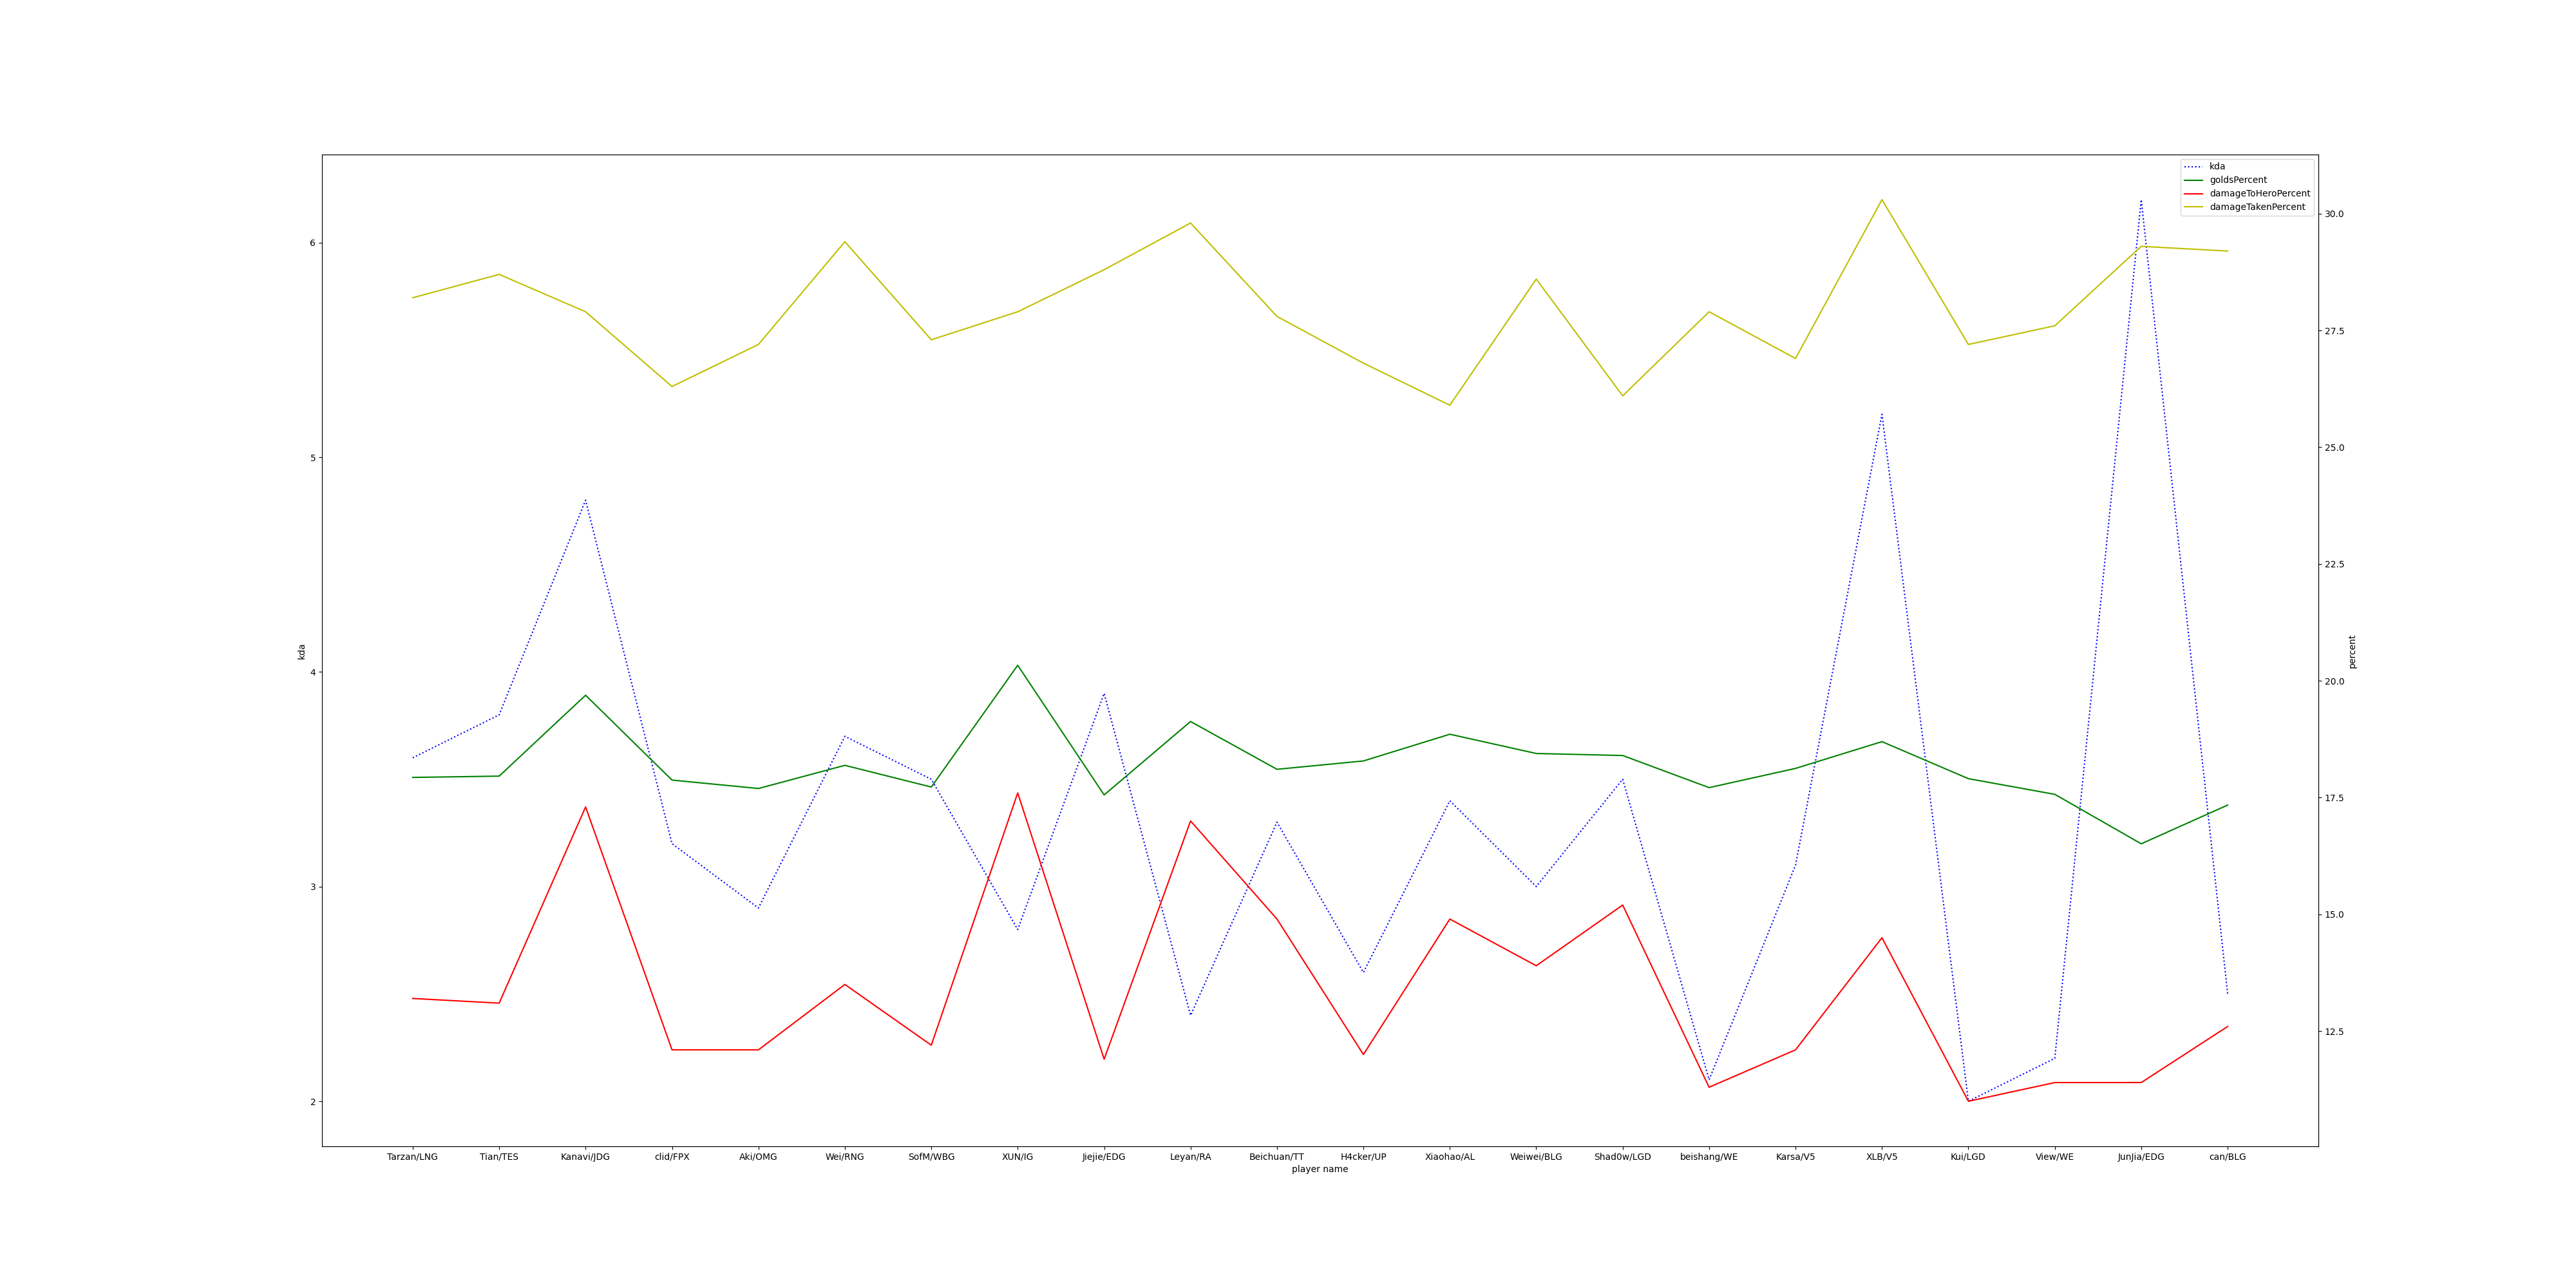 kda
goldsPercent
damageToHeroPercent
damageTakenPercent
6
5
4
3
2
kda
30.0
27.5
25.0
22.5
20.0
17.5
15.0
12.5
percent
Tarzan/LNG Tian/TES Kanavi/JDG clid/FPX Aki/OMG Wei/RNG SofM/WBG XUN/IG Jiejie/EDG Leyan/RA Beichuan/TT H4cker/UP Xiaohao/AL Weiwei/BLG Shad0w/LGD beishang/WE Karsa/V5 XLB/V5 Kui/LGD View/WE JunJia/EDG can/BLG
player name